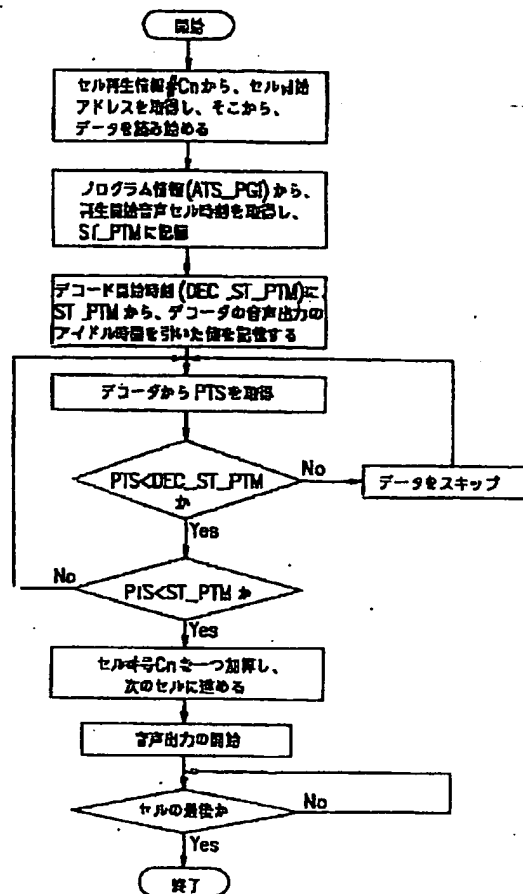 開始
セル再生情報#Cnから、セル開始
アドレスを取得し、そこから、
データを読み始める
プログラム情報(ATS_PGI)から、
再生開始音声セル時刻を取得し、
ST_PTMに記憶
デコード開始時刻(DEC_ST_PTM)に
ST_PTMから、デコーダの音声出力の
アイドル時間を引いた値を記憶する
デコーダからPTSを取得
PTS<DEC_ST_PTM
か
No
データをスキップ
Yes
PTS<ST_PTMか
No
Yes
セル番号Cnを一つ加算し、
次のセルに進める
音声出力の開始
セルの最後か
No
Yes
終了